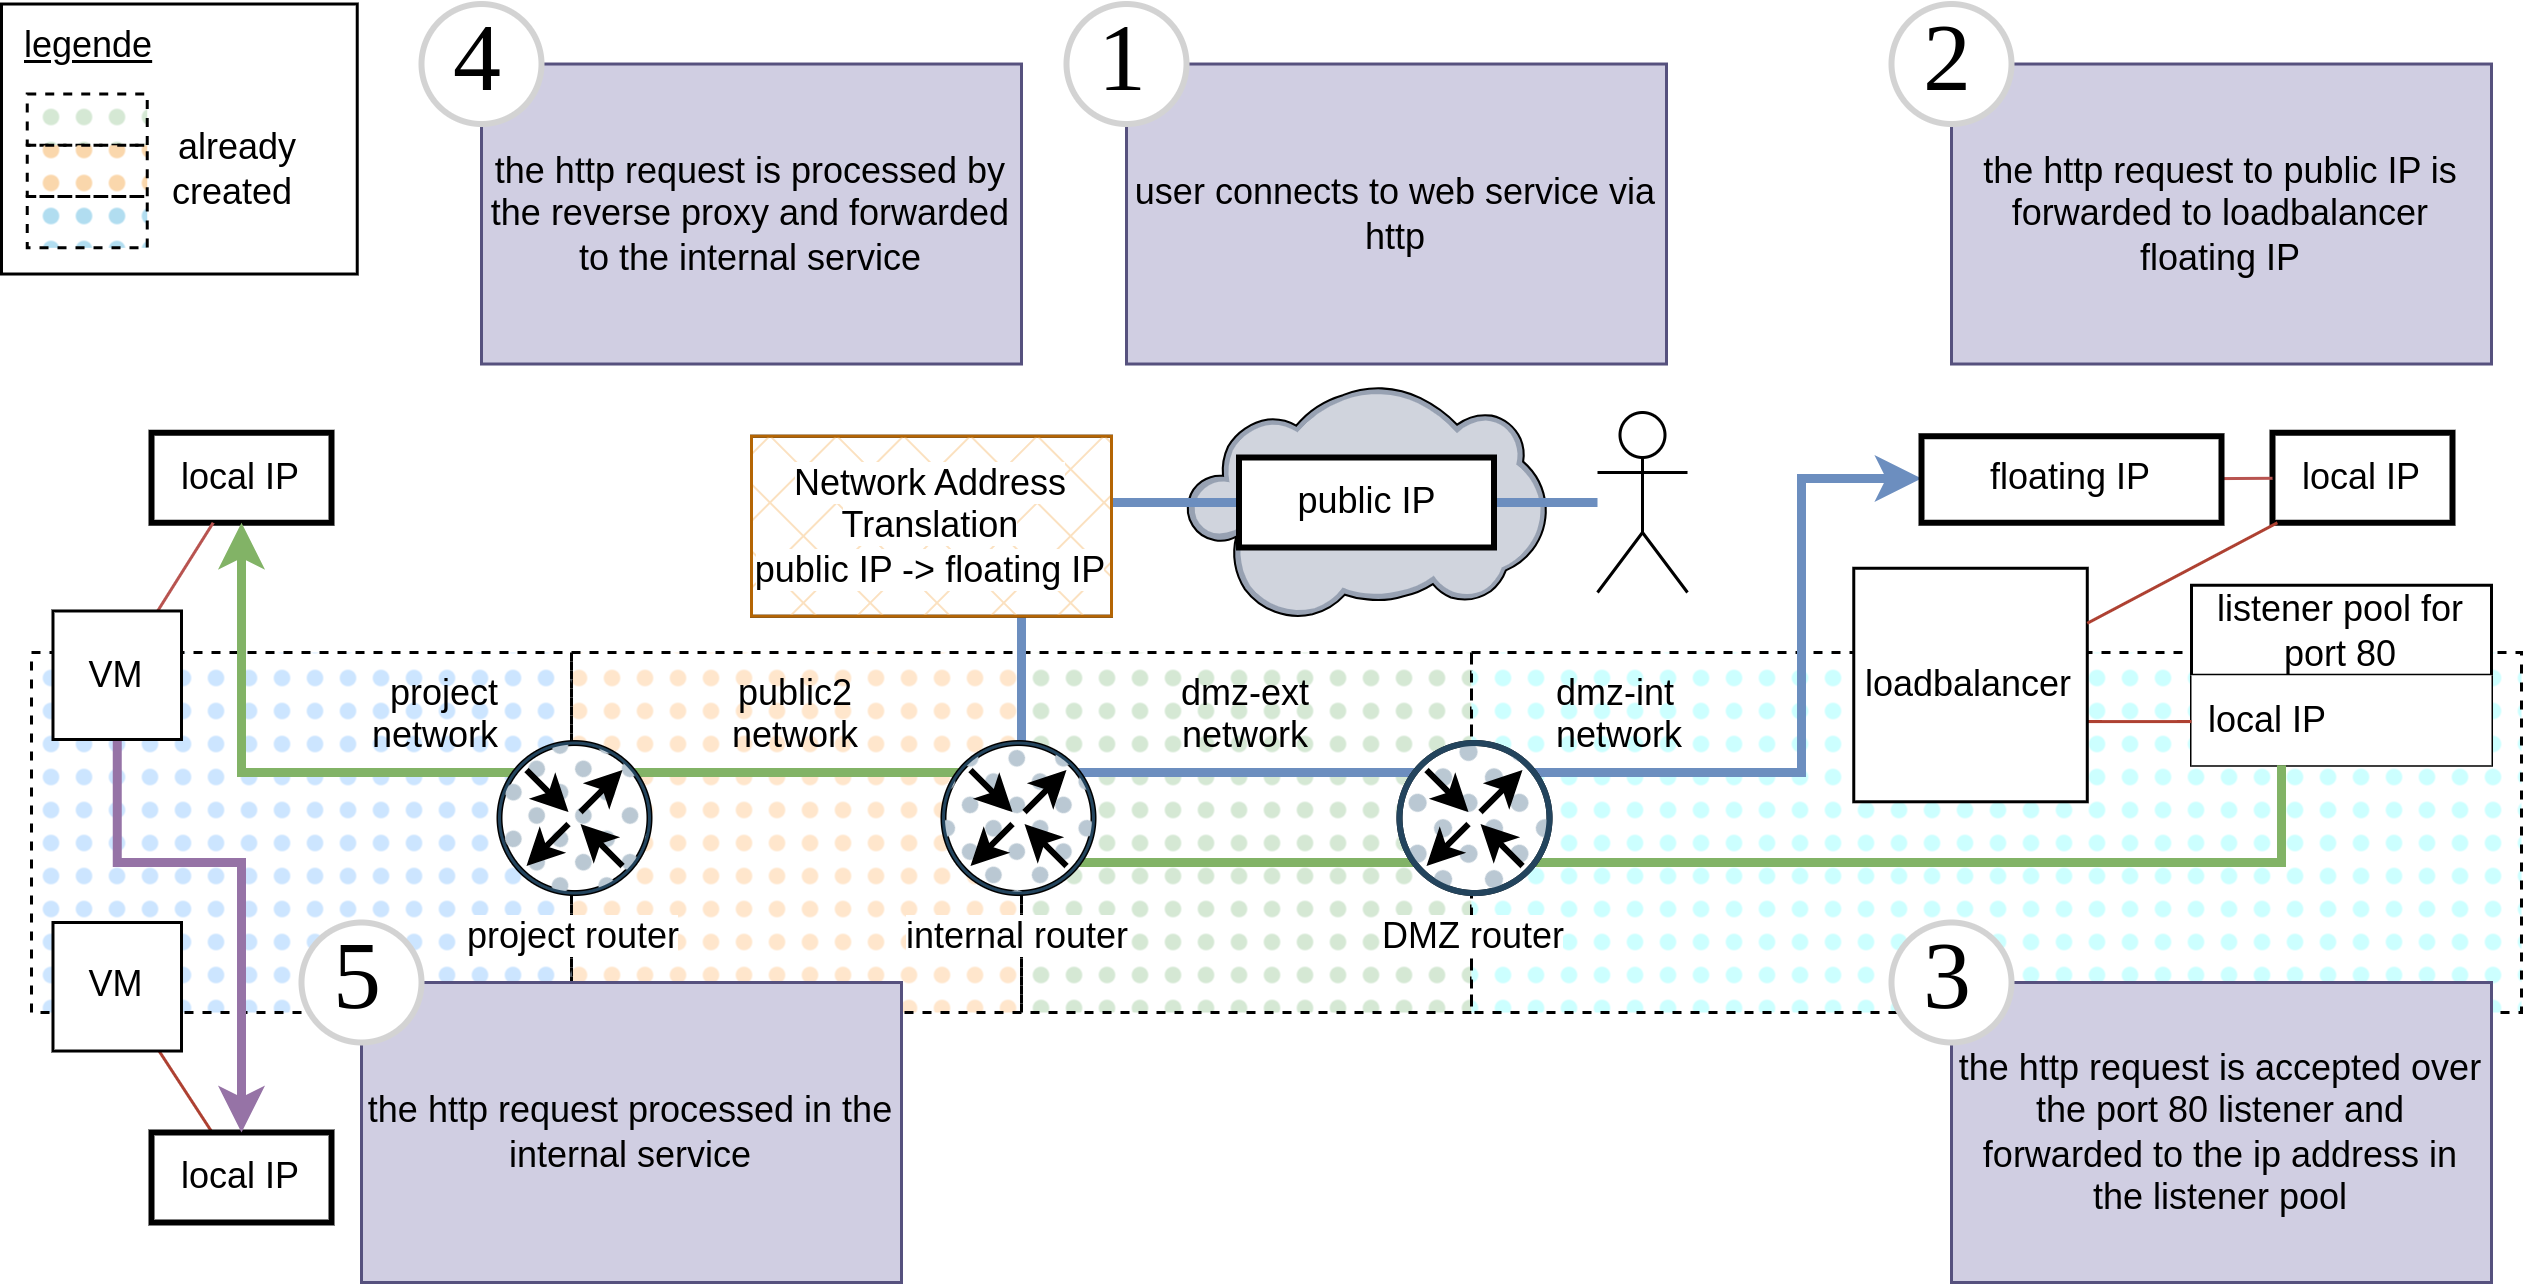 legende
already
created
4
the http request is processed by
the reverse proxy and forwarded
to the internal service
1
user connects to web service via
http
2
the http request to public IP is
forwarded to loadbalancer
floating IP
local IP
Network Address
Translation
public IP -> floating IP
public IP
floating IP
local IP
VM
loadbalancer
listener pool for
port 80
local IP
project
network
public2
network
dmz-ext
network
dmz-int
network
project router
internal router
DMZ router
VM
local IP
5
the http request processed in the
internal service
3
the http request is accepted over
the port 80 listener and
forwarded to the ip address in
the listener pool